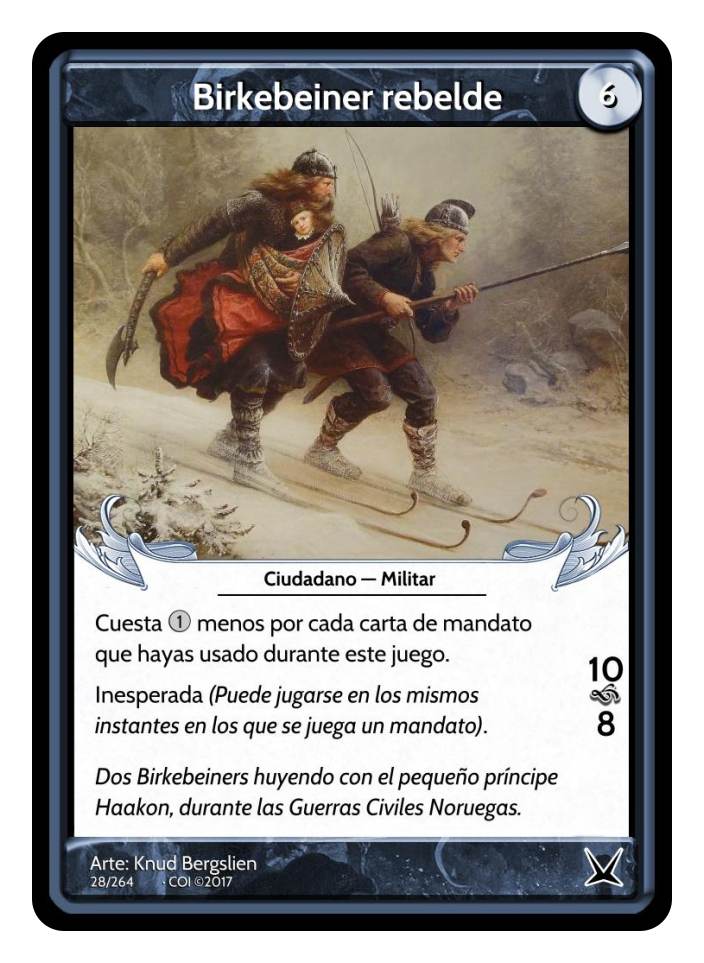 Birkebeiner rebelde
6
Ciudadano — Militar
Cuesta 1 menos por cada carta de mandato
que hayas usado durante este juego.
Inesperada (Puede jugarse en los mismos
instantes en los que se juega un mandato).
10
8
Dos Birkebeiners huyendo con el pequeño príncipe
Haakon, durante las Guerras Civiles Noruegas.
Arte: Knud Bergslien
28/264 · COI ©2017